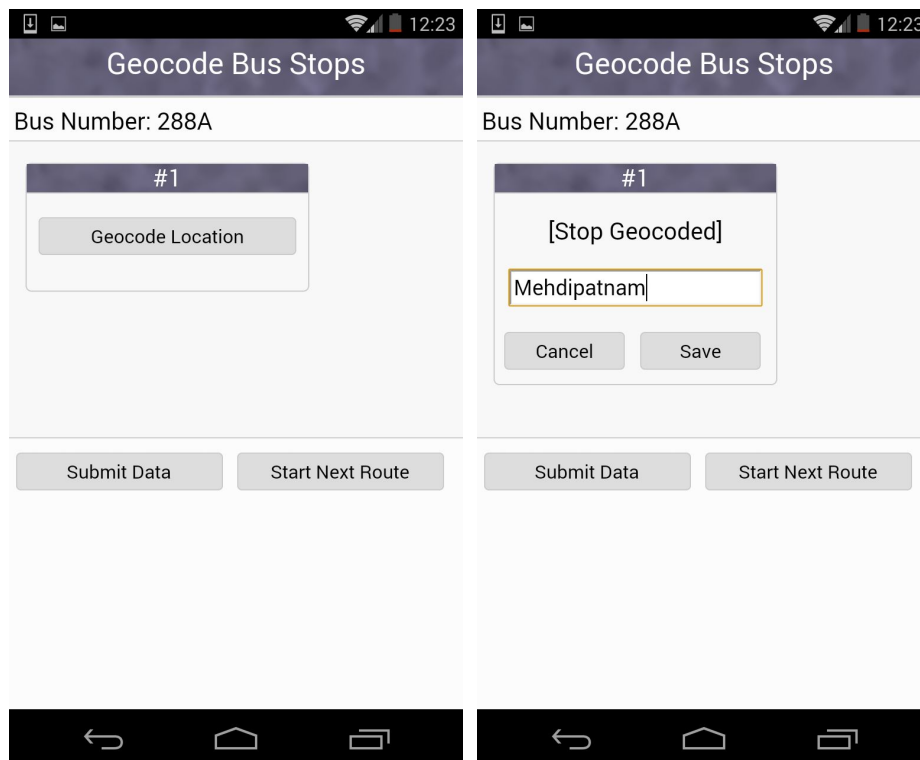 12:23
Geocode Bus Stops
Bus Number: 288A
#1
Geocode Location
Submit Data
Start Next Route
12:23
Geocode Bus Stops
Bus Number: 288A
#1
[Stop Geocoded]
Mehdipatnam
Cancel
Save
Submit Data
Start Next Route